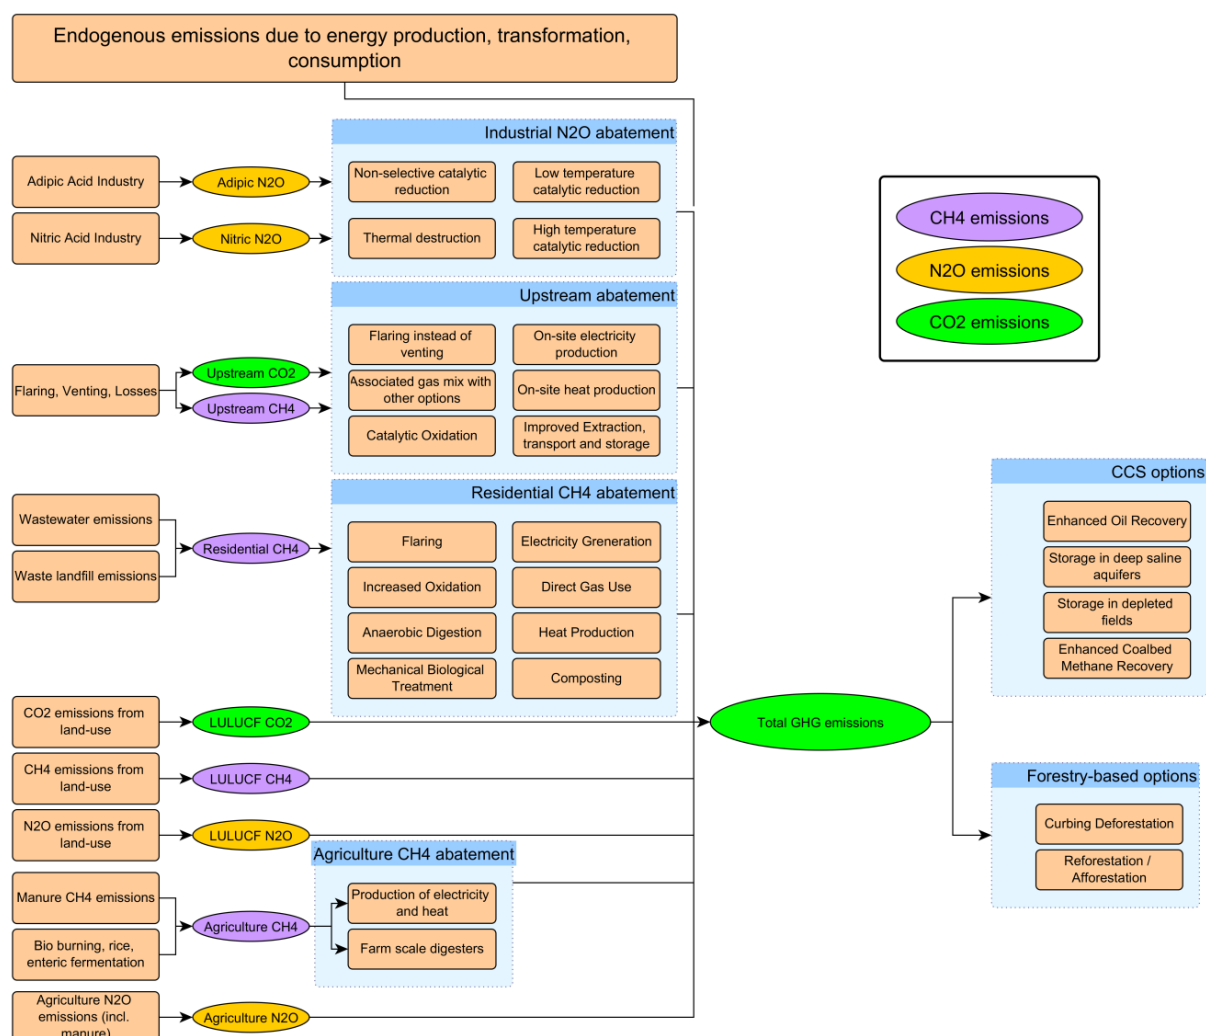 Endogenous emissions due to energy production, transformation,
consumption
Industrial N2O abatement
Adipic Acid Industry
Adipic N2O
Non-selective catalytic
reduction
Low temperature
catalytic reduction
Nitric Acid Industry
Nitric N2O
Thermal destruction
High temperature
catalytic reduction
CH4 emissions
N2O emissions
CO2 emissions
Upstream abatement
Flaring, Venting, Losses
Upstream CO2
Upstream CH4
Flaring instead of
venting
On-site electricity
production
Associated gas mix with
other options
On-site heat production
Catalytic Oxidation
Improved Extraction,
transport and storage
Residential CH4 abatement
Wastewater emissions
Waste landfill emissions
Residential CH4
Flaring
Electricity Greneration
Increased Oxidation
Direct Gas Use
Anaerobic Digestion
Heat Production
Mechanical Biological
Treatment
Composting
CO2 emissions from
land-use
LULUCF CO2
CH4 emissions from
land-use
LULUCF CH4
N2O emissions from
land-use
LULUCF N2O
Agriculture CH4 abatement
Manure CH4 emissions
Bio burning, rice,
enteric fermentation
Agriculture CH4
Production of electricity
and heat
Farm scale digesters
Agriculture N2O
emissions (incl.
manure)
Agriculture N2O
Total GHG emissions
CCS options
Enhanced Oil Recovery
Storage in deep saline
aquifers
Storage in depleted
fields
Enhanced Coalbed
Methane Recovery
Forestry-based options
Curbing Deforestation
Reforestation /
Afforestation